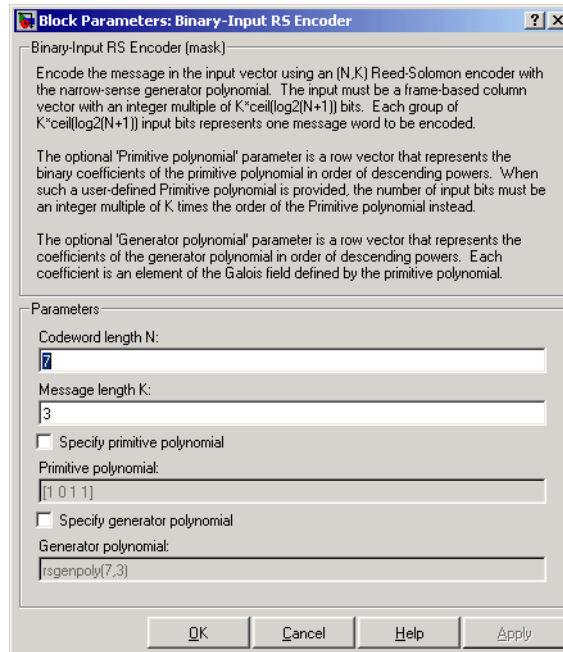 Block Parameters: Binary-Input RS Encoder
Binary-Input RS Encoder (mask)
Encode the message in the input vector using an (N,K) Reed-Solomon encoder with
the narrow-sense generator polynomial. The input must be a frame-based column
vector with an integer multiple of K*ceil(log2(N+1)) bits. Each group of
K*ceil(log2(N+1)) input bits represents one message word to be encoded.
The optional 'Primitive polynomial' parameter is a row vector that represents the
binary coefficients of the primitive polynomial in order of descending powers. When
such a user-defined Primitive polynomial is provided, the number of input bits must be
an integer multiple of K times the order of the Primitive polynomial instead.
The optional 'Generator polynomial' parameter is a row vector that represents the
coefficients of the generator polynomial in order of descending powers. Each
coefficient is an element of the Galois field defined by the primitive polynomial.
Parameters
Codeword length N:
7
Message length K:
3
Specify primitive polynomial
Primitive polynomial:
[1 0 1 1]
Specify generator polynomial
Generator polynomial:
rsgenpoly(7,3)
OK Cancel Help Apply